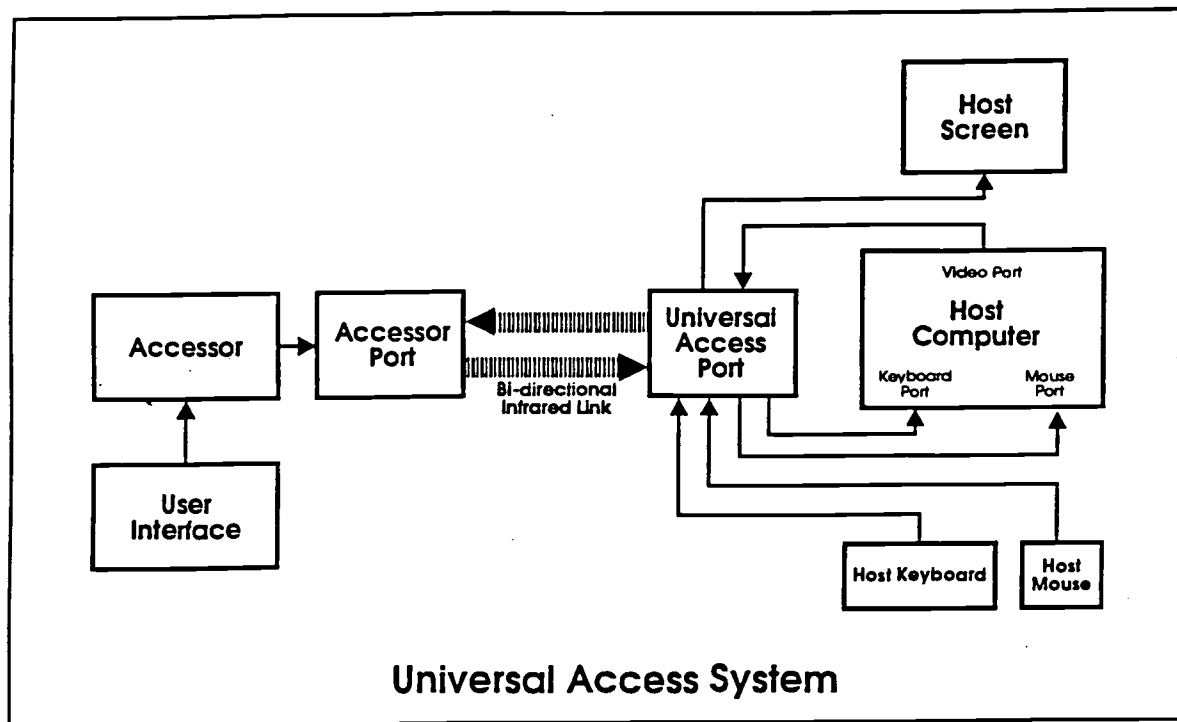 Host
Screen
Video Port
Host
Computer
Keyboard
Port
Mouse
Port
Universal
Access
Port
Accessor
Port
Accessor
Bi-directional
Infrared Link
User
Interface
Host Keyboard
Host
Mouse
Universal Access System